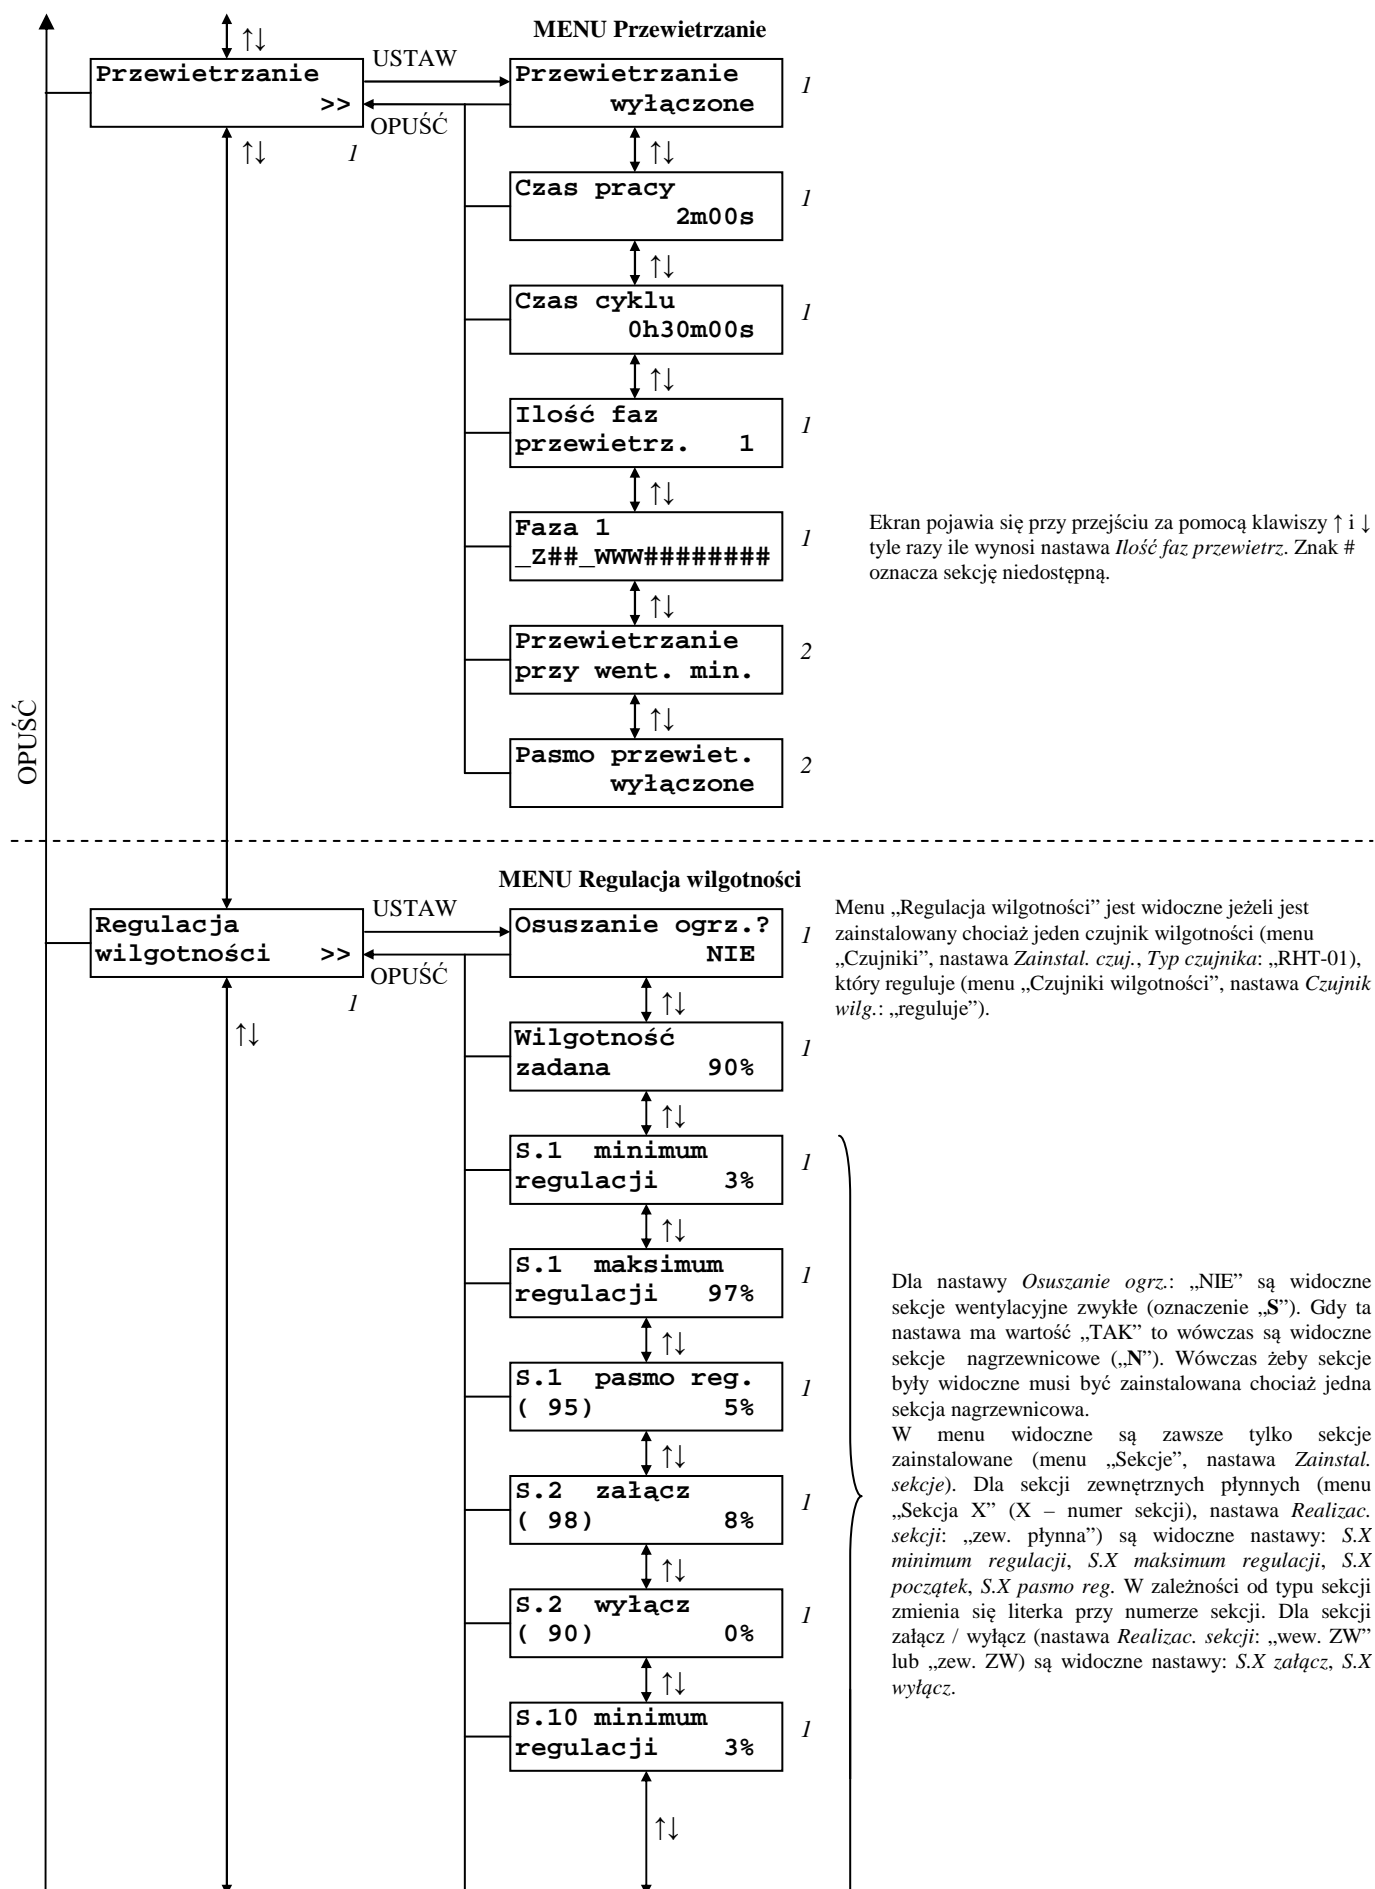 MENU Przewietrzanie
↑↓
Przewietrzanie
>>
1
USTAW
OPUŚĆ
↑↓
Przewietrzanie
wyłączone
1
↑↓
Czas pracy
2m00s
1
↑↓
Czas cyklu
0h30m00s
1
↑↓
Ilość faz
przewietrz. 1
1
↑↓
Faza 1
_Z##_WWW########
1
Ekran pojawia się przy przejściu za pomocą klawiszy ↑ i ↓
tyle razy ile wynosi nastawa Ilość faz przewietrz. Znak #
oznacza sekcję niedostępną.
↑↓
Przewietrzanie
przy went. min.
2
↑↓
Pasmo przewiet.
wyłączone
2
OPUŚĆ
MENU Regulacja wilgotności
Regulacja
wilgotności >>
1
USTAW
OPUŚĆ
↑↓
Osuszanie ogrz.?
NIE
1
Menu „Regulacja wilgotności” jest widoczne jeżeli jest
zainstalowany chociaż jeden czujnik wilgotności (menu
„Czujniki”, nastawa Zainstal. czuj., Typ czujnika: „RHT-01),
który reguluje (menu „Czujniki wilgotności”, nastawa Czujnik
wilg.: „reguluje”).
↑↓
Wilgotność
zadana 90%
1
↑↓
S.1 minimum
regulacji 3%
1
↑↓
S.1 maksimum
regulacji 97%
1
↑↓
S.1 pasmo reg.
( 95) 5%
1
↑↓
S.2 załącz
( 98) 8%
1
↑↓
S.2 wyłącz
( 90) 0%
1
↑↓
S.10 minimum
regulacji 3%
1
↑↓
Dla nastawy Osuszanie ogrz.: „NIE” są widoczne
sekcje wentylacyjne zwykłe (oznaczenie „S”). Gdy ta
nastawa ma wartość „TAK” to wówczas są widoczne
sekcje nagrzewnicowe („N”). Wówczas żeby sekcje
były widoczne musi być zainstalowana chociaż jedna
sekcja nagrzewnicowa.
W menu widoczne są zawsze tylko sekcje
zainstalowane (menu „Sekcje”, nastawa Zainstal.
sekcje). Dla sekcji zewnętrznych płynnych (menu
„Sekcja X” (X – numer sekcji), nastawa Realizac.
sekcji: „zew. płynna”) są widoczne nastawy: S.X
minimum regulacji, S.X maksimum regulacji, S.X
początek, S.X pasmo reg. W zależności od typu sekcji
zmienia się literka przy numerze sekcji. Dla sekcji
załącz / wyłącz (nastawa Realizac. sekcji: „wew. ZW”
lub „zew. ZW) są widoczne nastawy: S.X załącz, S.X
wyłącz.